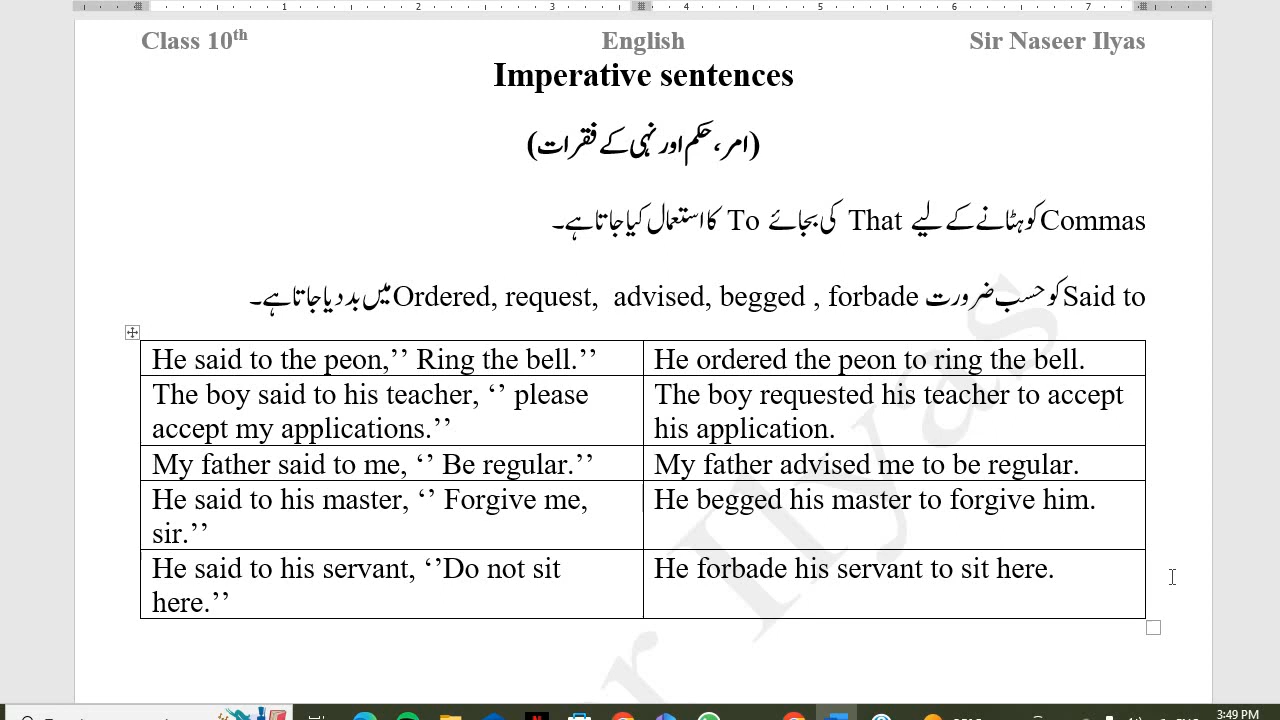 Class 10th English Sir Naseer Ilyas
Imperative sentences
(امر، حکم اور نہی کے فقرات)
Commas کو ہٹانے کے لیے That کی بجائے To کا استعمال کیا جاتا ہے۔
Said to کو حسب ضرورت Ordered, request, advised, begged , forbade میں بد دیا جاتا ہے۔
He said to the peon,’’ Ring the bell.’’ He ordered the peon to ring the bell.
The boy said to his teacher, ‘’ please The boy requested his teacher to accept
accept my applications.’’ his application.
My father said to me, ‘’ Be regular.’’ My father advised me to be regular.
He said to his master, ‘’ Forgive me, He begged his master to forgive him.
sir.’’
He said to his servant, ‘’Do not sit He forbade his servant to sit here.
here.’’
r Ilyas
3:49 PM